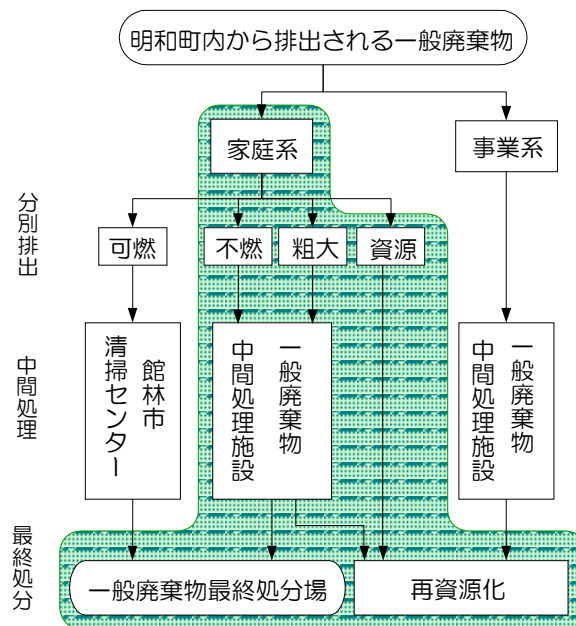 明和町内から排出される一般廃棄物
家庭系
事業系
分別排出
可燃
不燃
粗大
資源
中間処理
館林市
清掃センター
一般廃棄物
中間処理施設
一般廃棄物
中間処理施設
最終処分
一般廃棄物最終処分場
再資源化